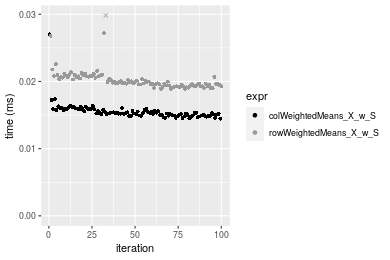 0.03
0.02
0.01
0.00
time (ms)
0
25
50
75
100
iteration
expr
colWeightedMeans_X_w_S
rowWeightedMeans_X_w_S